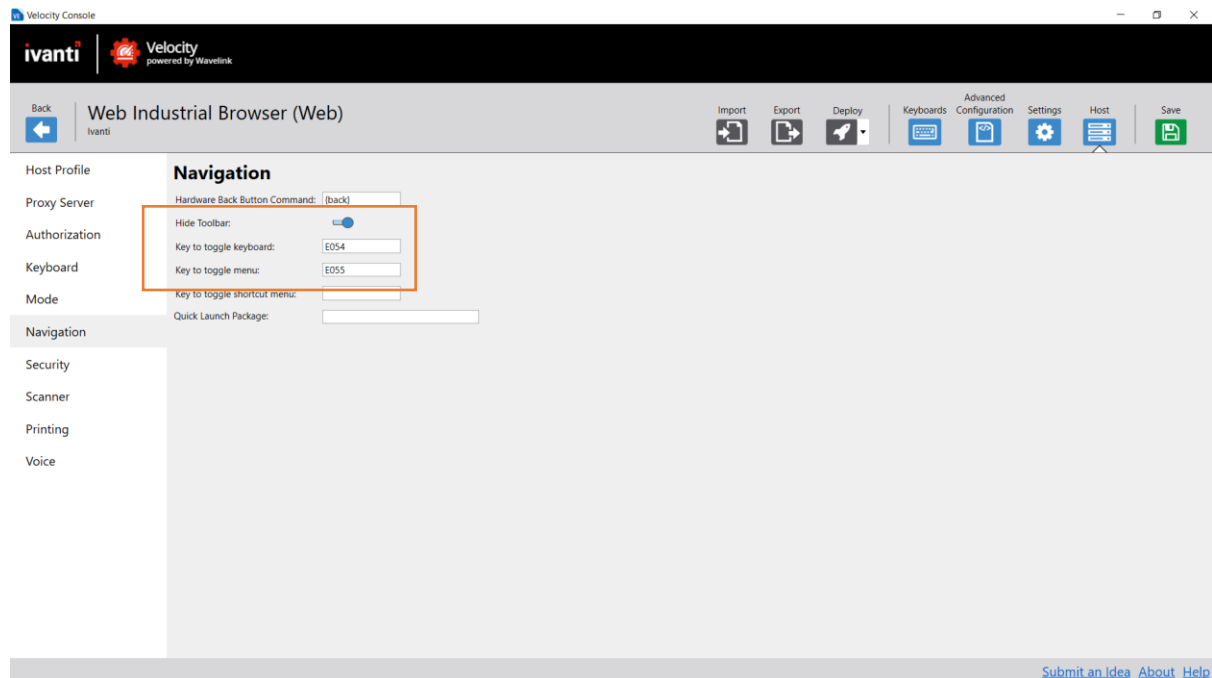 Velocity Console
ivanti
Velocity
powered by Wavelink
Back
Web Industrial Browser (Web)
Ivanti
Import Export Deploy Keyboards Advanced Configuration Settings Host Save
Host Profile
Proxy Server
Authorization
Keyboard
Mode
Navigation
Security
Scanner
Printing
Voice
Navigation
Hardware Back Button Command: {back}
Hide Toolbar:
Key to toggle keyboard: E054
Key to toggle menu: E055
Key to toggle shortcut menu:
Quick Launch Package:
Submit an Idea About Help